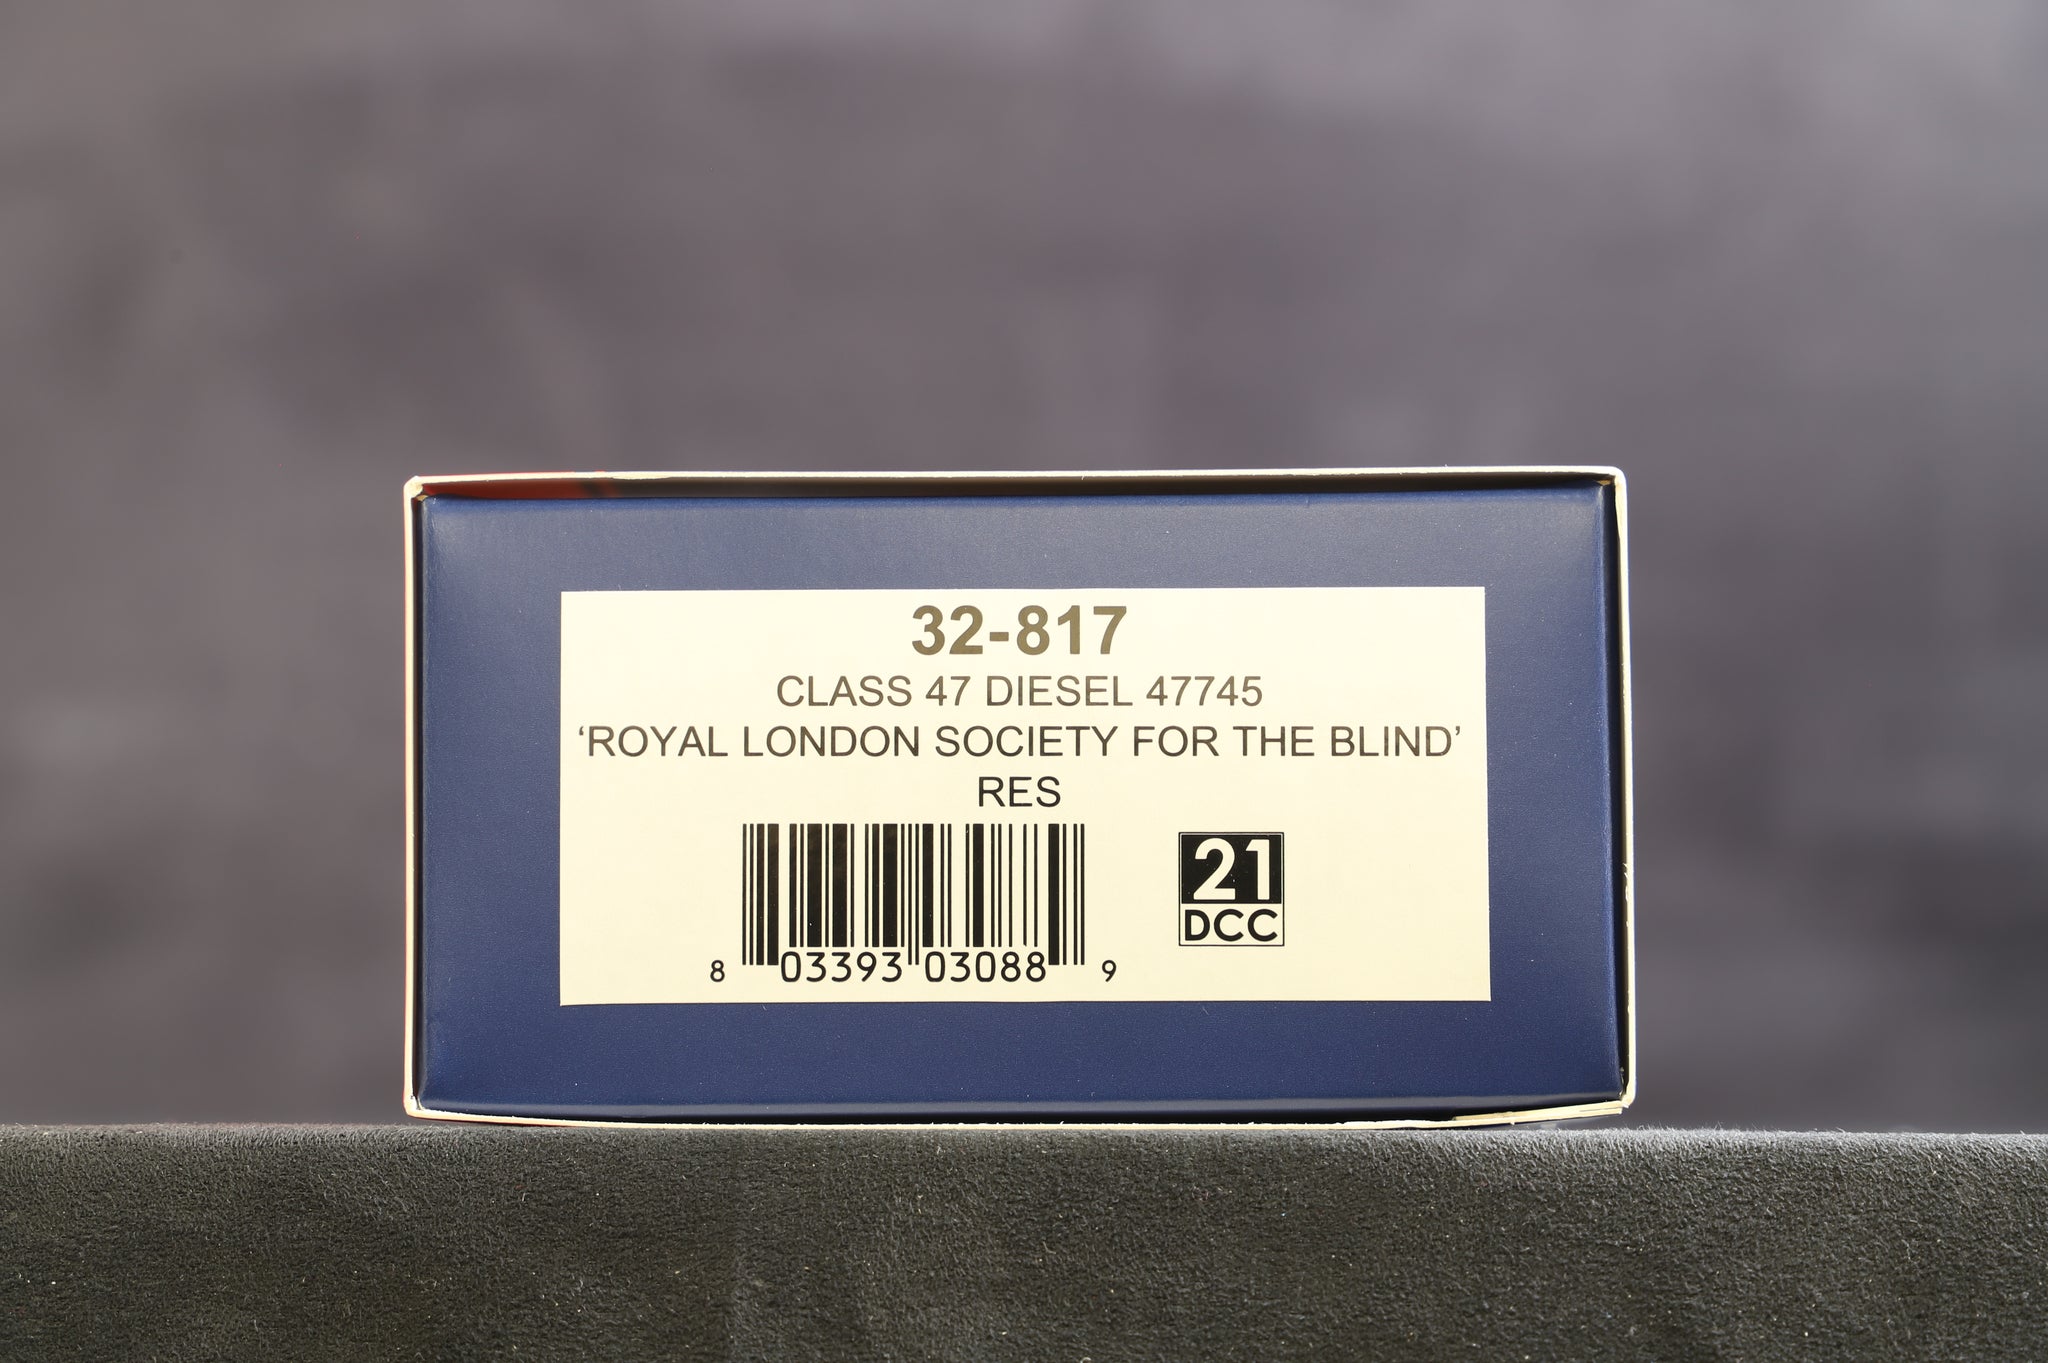 32-817
CLASS 47 DIESEL 47745
‘ROYAL LONDON SOCIETY FOR THE BLIND’
RES
21
DCC
8 03393 03088 9